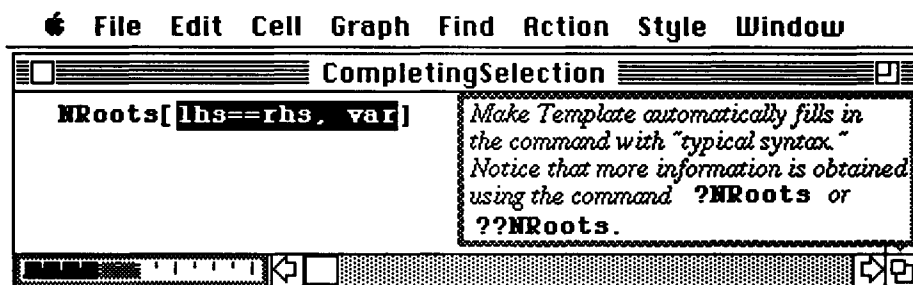 File Edit Cell Graph Find Action Style Window
CompletingSelection
NRoots[lhs==rhs, var]
Make Template automatically fills in
the command with "typical syntax."
Notice that more information is obtained
using the command ?NRoots or
??NRoots.